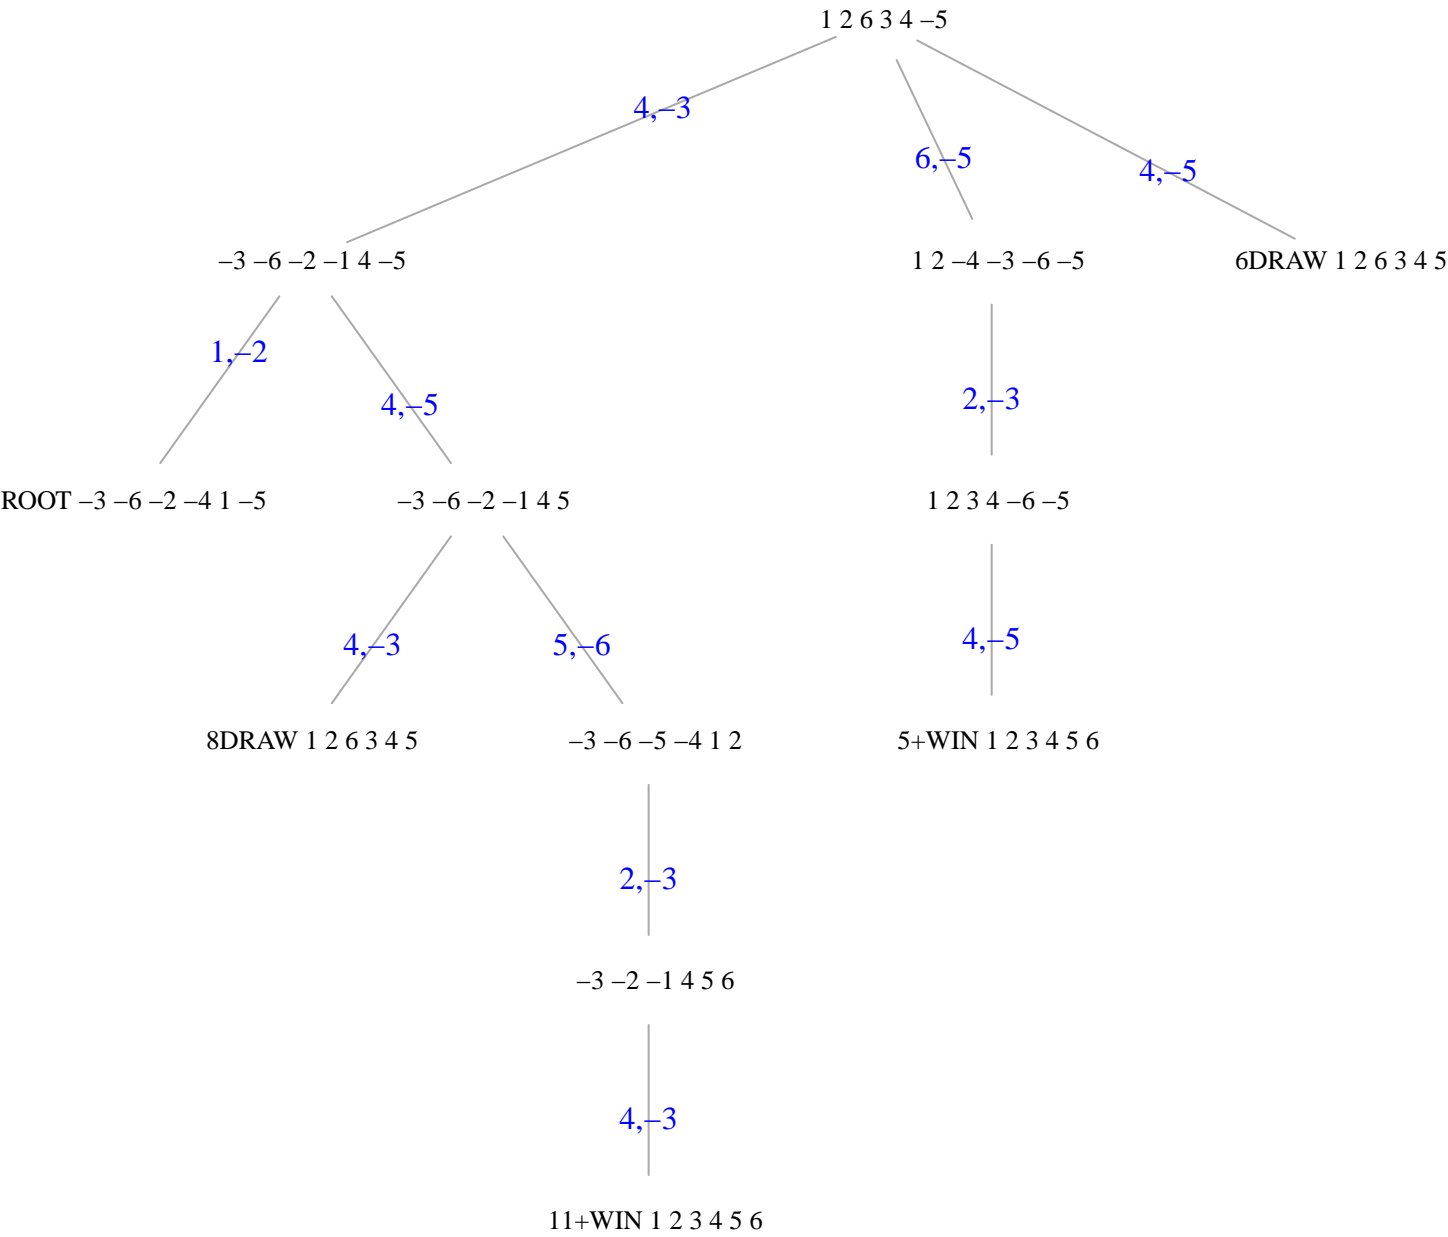 1 2 6 3 4 –5
4,–3
6,–5
4,–5
–3 –6 –2 –1 4 –5
1 2 –4 –3 –6 –5
6DRAW 1 2 6 3 4 5
1,–2
4,–5
2,–3
ROOT –3 –6 –2 –4 1 –5
–3 –6 –2 –1 4 5
1 2 3 4 –6 –5
4,–3
5,–6
4,–5
8DRAW 1 2 6 3 4 5
–3 –6 –5 –4 1 2
5+WIN 1 2 3 4 5 6
2,–3
–3 –2 –1 4 5 6
4,–3
11+WIN 1 2 3 4 5 6